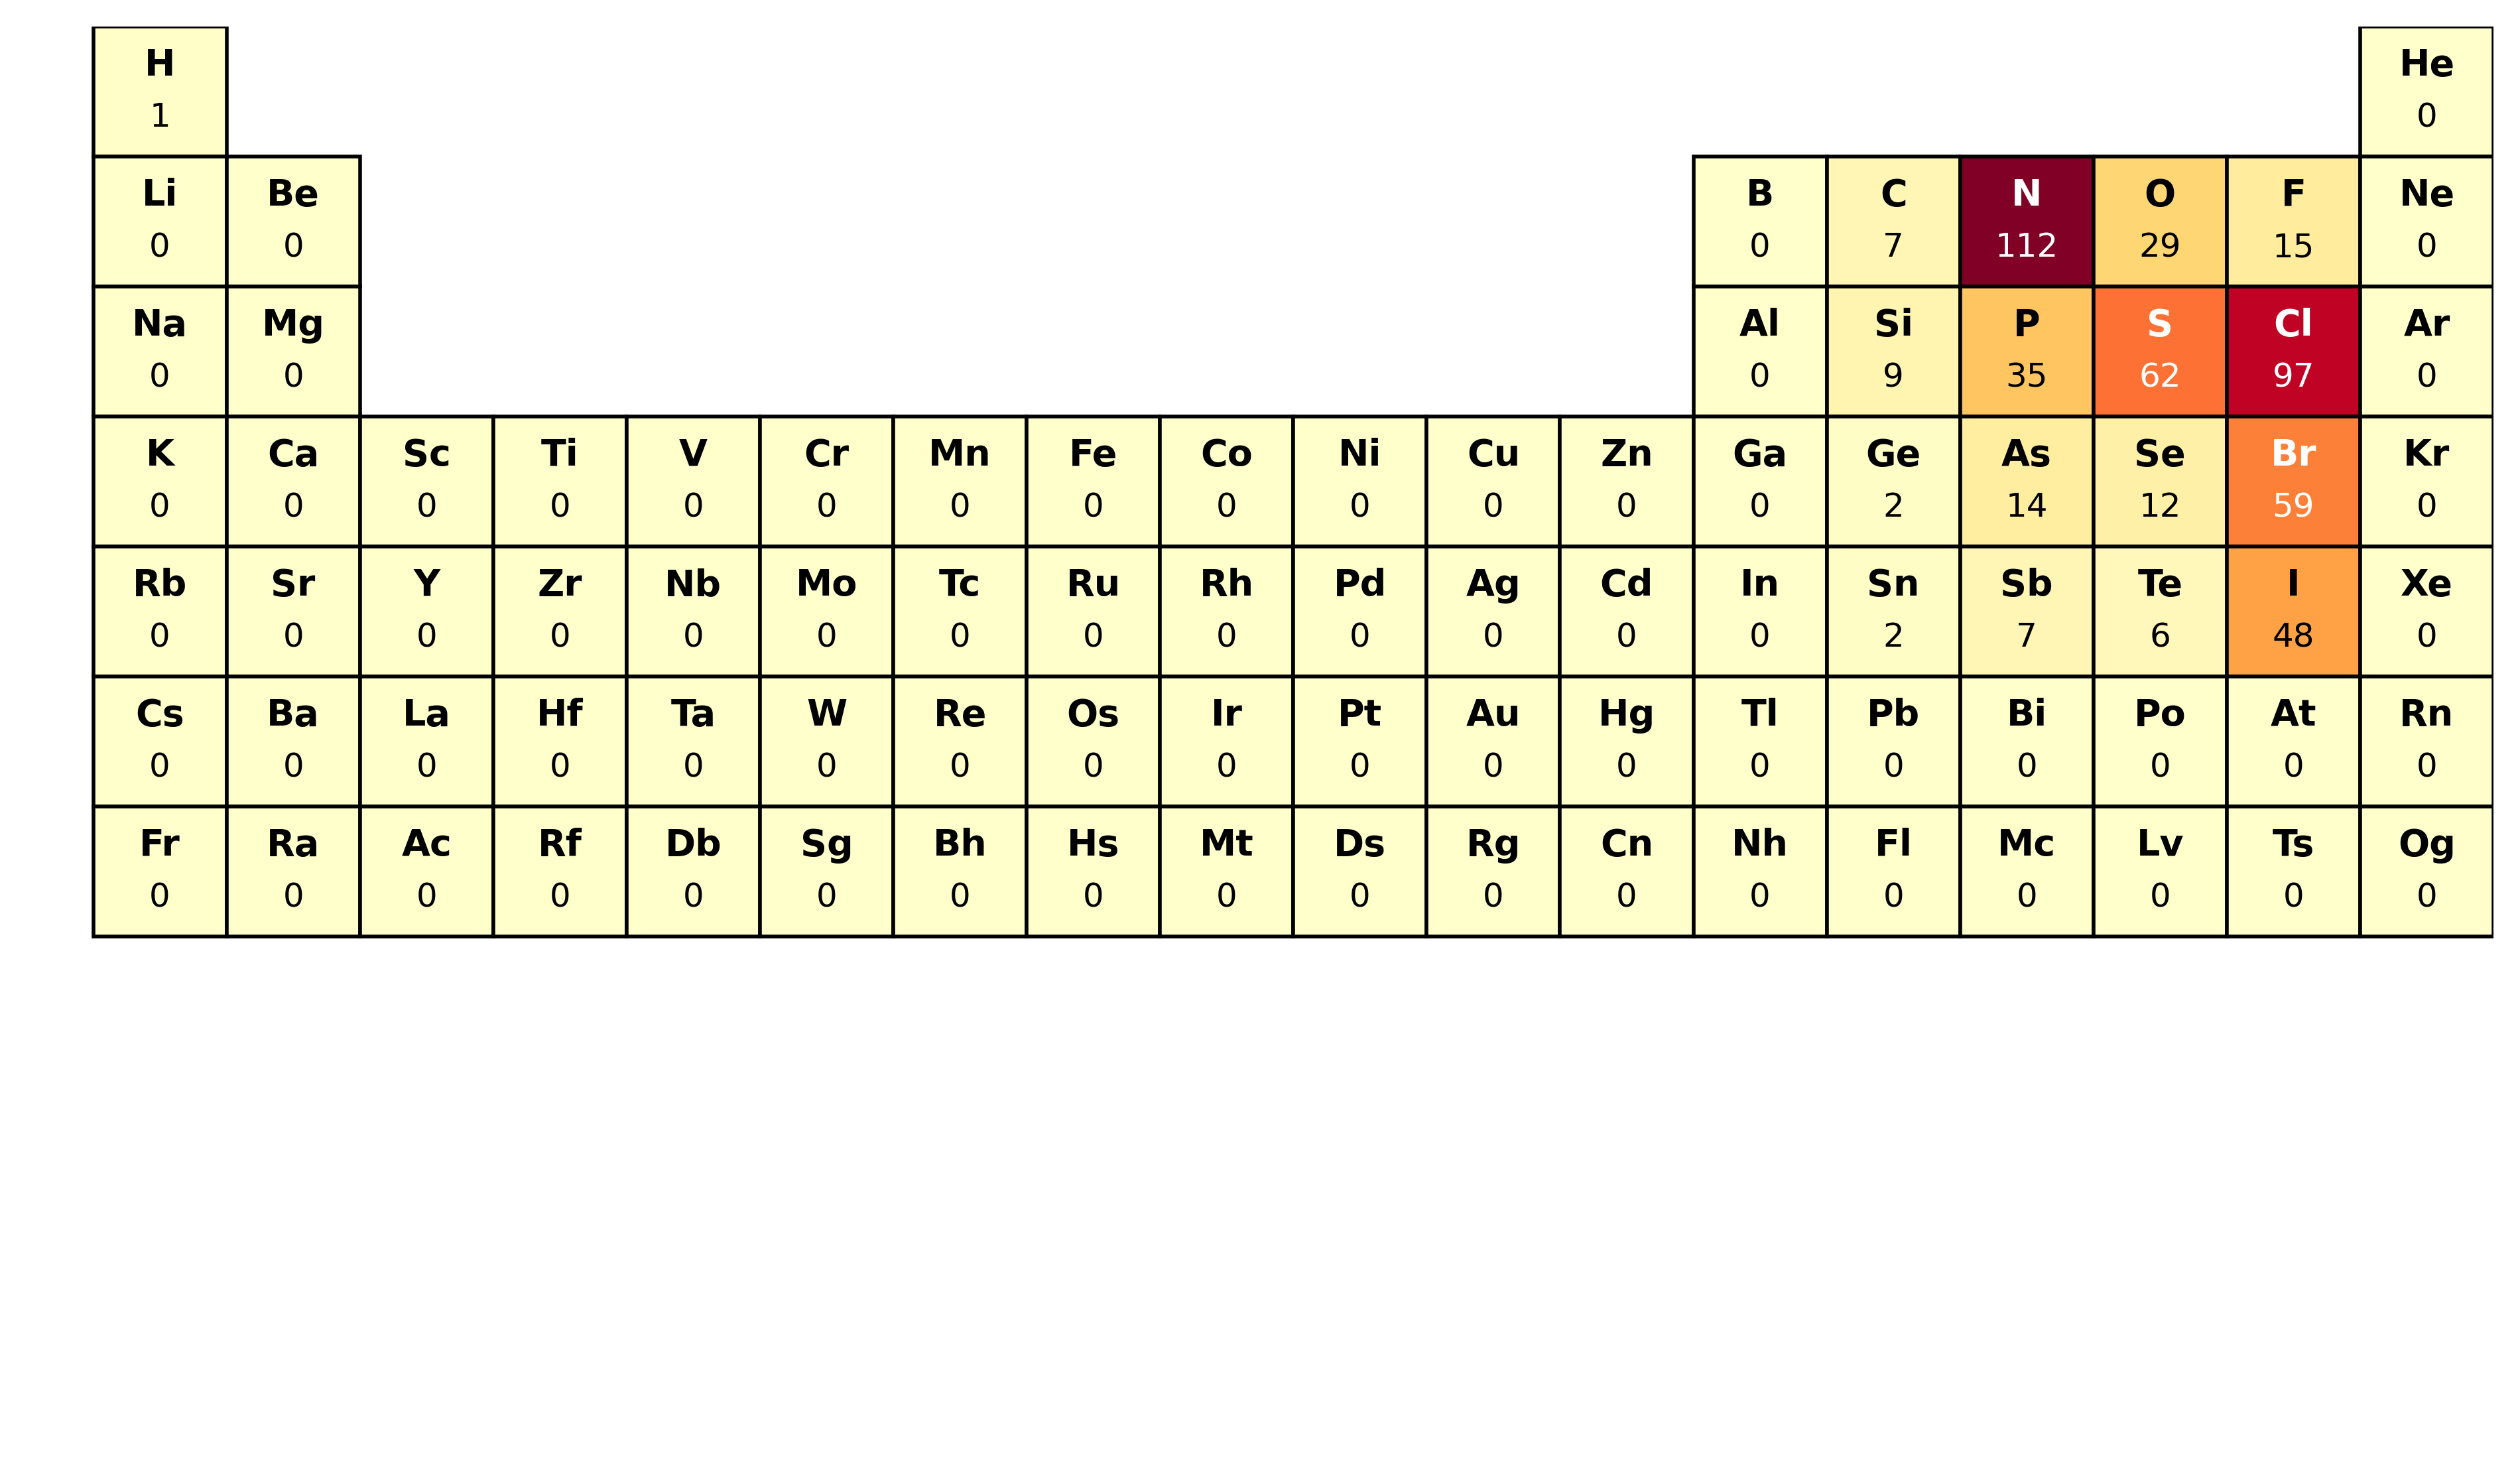 H He
1 0
Li Be B C N O F Ne
0 0 0 7 112 29 15 0
Na Mg Al Si P S Cl Ar
0 0 0 9 35 62 97 0
K Ca Sc Ti V Cr Mn Fe Co Ni Cu Zn Ga Ge As Se Br Kr
0 0 0 0 0 0 0 0 0 0 0 0 0 2 14 12 59 0
Rb Sr Y Zr Nb Mo Tc Ru Rh Pd Ag Cd In Sn Sb Te I Xe
0 0 0 0 0 0 0 0 0 0 0 0 0 2 7 6 48 0
Cs Ba La Hf Ta W Re Os Ir Pt Au Hg Tl Pb Bi Po At Rn
0 0 0 0 0 0 0 0 0 0 0 0 0 0 0 0 0 0
Fr Ra Ac Rf Db Sg Bh Hs Mt Ds Rg Cn Nh Fl Mc Lv Ts Og
0 0 0 0 0 0 0 0 0 0 0 0 0 0 0 0 0 0